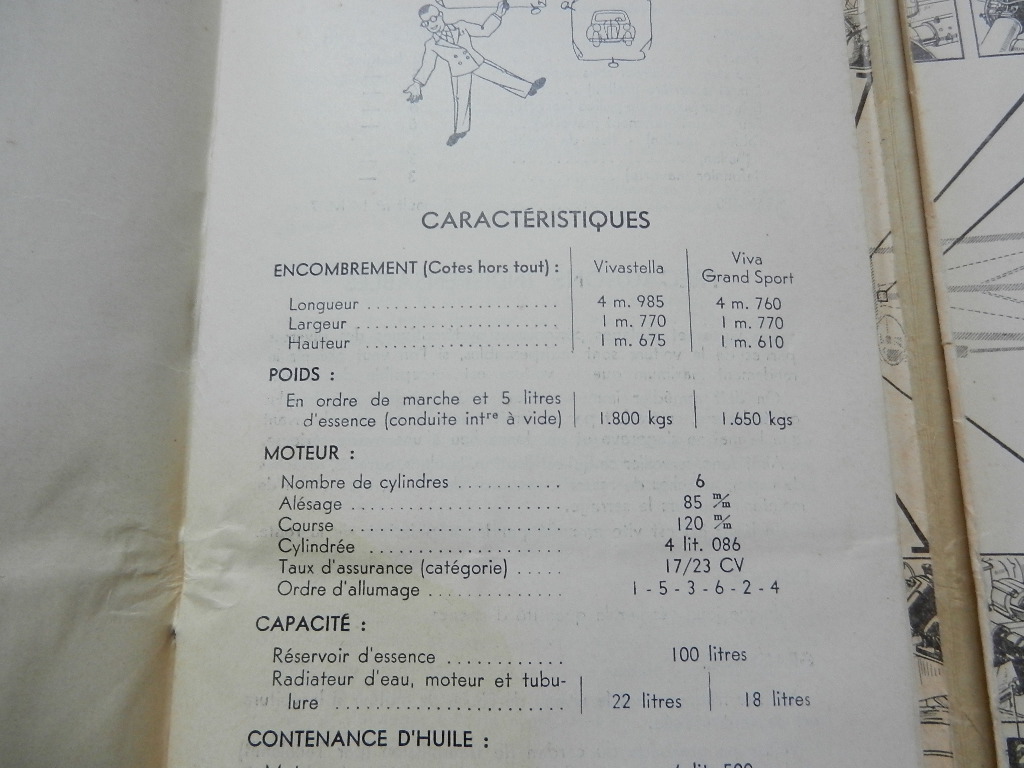 CARACTÉRISTIQUES
ENCOMBREMENT (Cotes hors tout) : Vivastella Viva Grand Sport
Longueur .................... 4 m. 985 4 m. 760
Largeur .................... 1 m. 770 1 m. 770
Hauteur .................... 1 m. 675 1 m. 610
POIDS :
En ordre de marche et 5 litres
d'essence (conduite intre à vide) 1.800 kgs 1.650 kgs
MOTEUR :
Nombre de cylindres ........... 6
Alésage ...................... 85 m/m
Course ...................... 120 m/m
Cylindrée .................... 4 lit. 086
Taux d'assurance (catégorie) ..... 17/23 CV
Ordre d'allumage .............. 1 - 5 - 3 - 6 - 2 - 4
CAPACITÉ :
Réservoir d'essence ............ 100 litres
Radiateur d'eau, moteur et tubu-
lure ........................ 22 litres 18 litres
CONTENANCE D'HUILE :